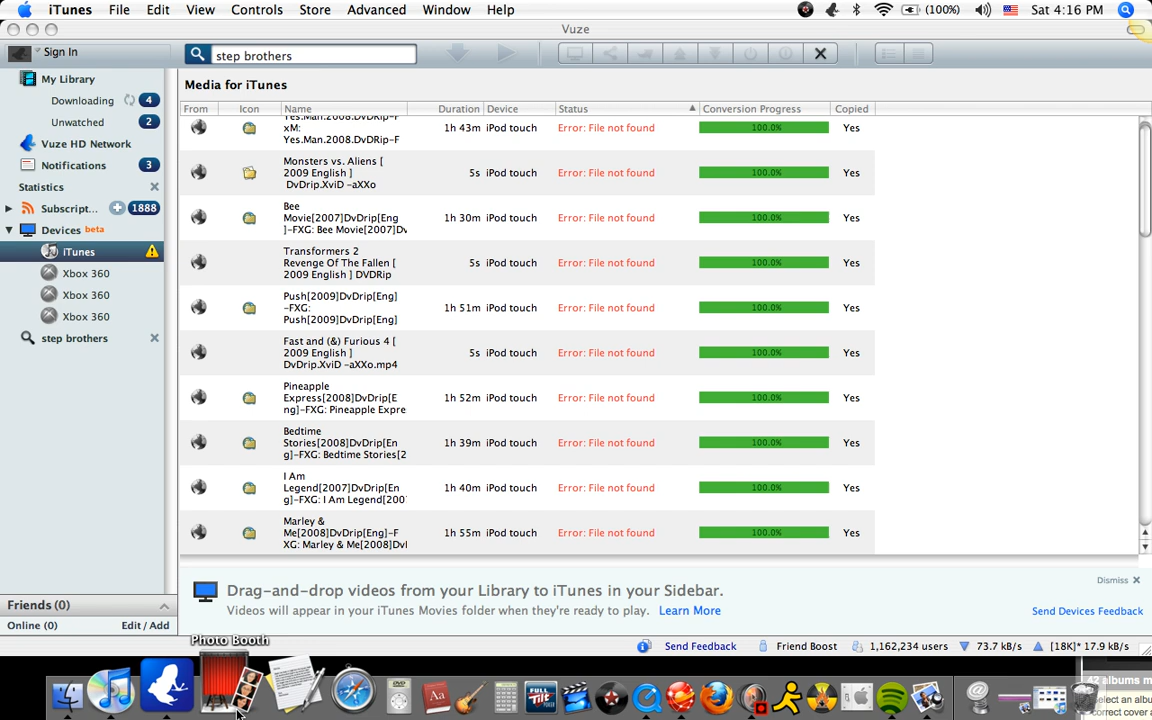 iTunes File Edit View Controls Store Advanced Window Help (100%) Sat 4:16 PM
Vuze
Sign In
step brothers
My Library
Downloading 4
Unwatched 2
Vuze HD Network
Notifications 3
Statistics
Subscript... 1888
Devices beta
iTunes
Xbox 360
Xbox 360
Xbox 360
step brothers
Friends (0)
Online (0) Edit / Add
Media for iTunes
From Icon Name Duration Device Status Conversion Progress Copied
Yes.Man.2008.DVDRip-F
xM:
Yes.Man.2008.DVDRip-F
1h 43m iPod touch Error: File not found 100.0% Yes
Monsters vs. Aliens [
2009 English ]
DvDrip.XviD -aXXo
5s iPod touch Error: File not found 100.0% Yes
Bee
Movie[2007]DvDrip[Eng
]-FXG: Bee Movie[2007]Dv
1h 30m iPod touch Error: File not found 100.0% Yes
Transformers 2
Revenge Of The Fallen [
2009 English ] DVDRip
5s iPod touch Error: File not found 100.0% Yes
Push[2009]DvDrip[Eng]
-FXG:
Push[2009]DvDrip[Eng]
1h 51m iPod touch Error: File not found 100.0% Yes
Fast and (&) Furious 4 [
2009 English ]
DvDrip.XviD -aXXo.mp4
5s iPod touch Error: File not found 100.0% Yes
Pineapple
Express[2008]DvDrip[E
ng]-FXG: Pineapple Expre
1h 52m iPod touch Error: File not found 100.0% Yes
Bedtime
Stories[2008]DvDrip[En
g]-FXG: Bedtime Stories[2
1h 39m iPod touch Error: File not found 100.0% Yes
I Am
Legend[2007]DvDrip[En
g]-FXG: I Am Legend[200
1h 40m iPod touch Error: File not found 100.0% Yes
Marley &
Me[2008]DvDrip[Eng]-F
XG: Marley & Me[2008]Dvl
1h 55m iPod touch Error: File not found 100.0% Yes
Dismiss
Drag-and-drop videos from your Library to iTunes in your Sidebar.
Videos will appear in your iTunes Movies folder when they're ready to play. Learn More
Send Devices Feedback
Send Feedback Friend Boost 1,162,234 users 73.7 kB/s [18K]* 17.9 kB/s
Photo Booth
FULL
TiLT
42 albums m
Select an albu
correct cover a